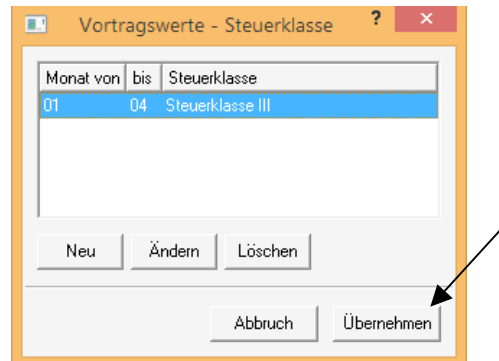 Vortragswerte - Steuerklasse ? ×
Monat von bis Steuerklasse
01 04 Steuerklasse III
Neu Ändern Löschen
Abbruch Übernehmen